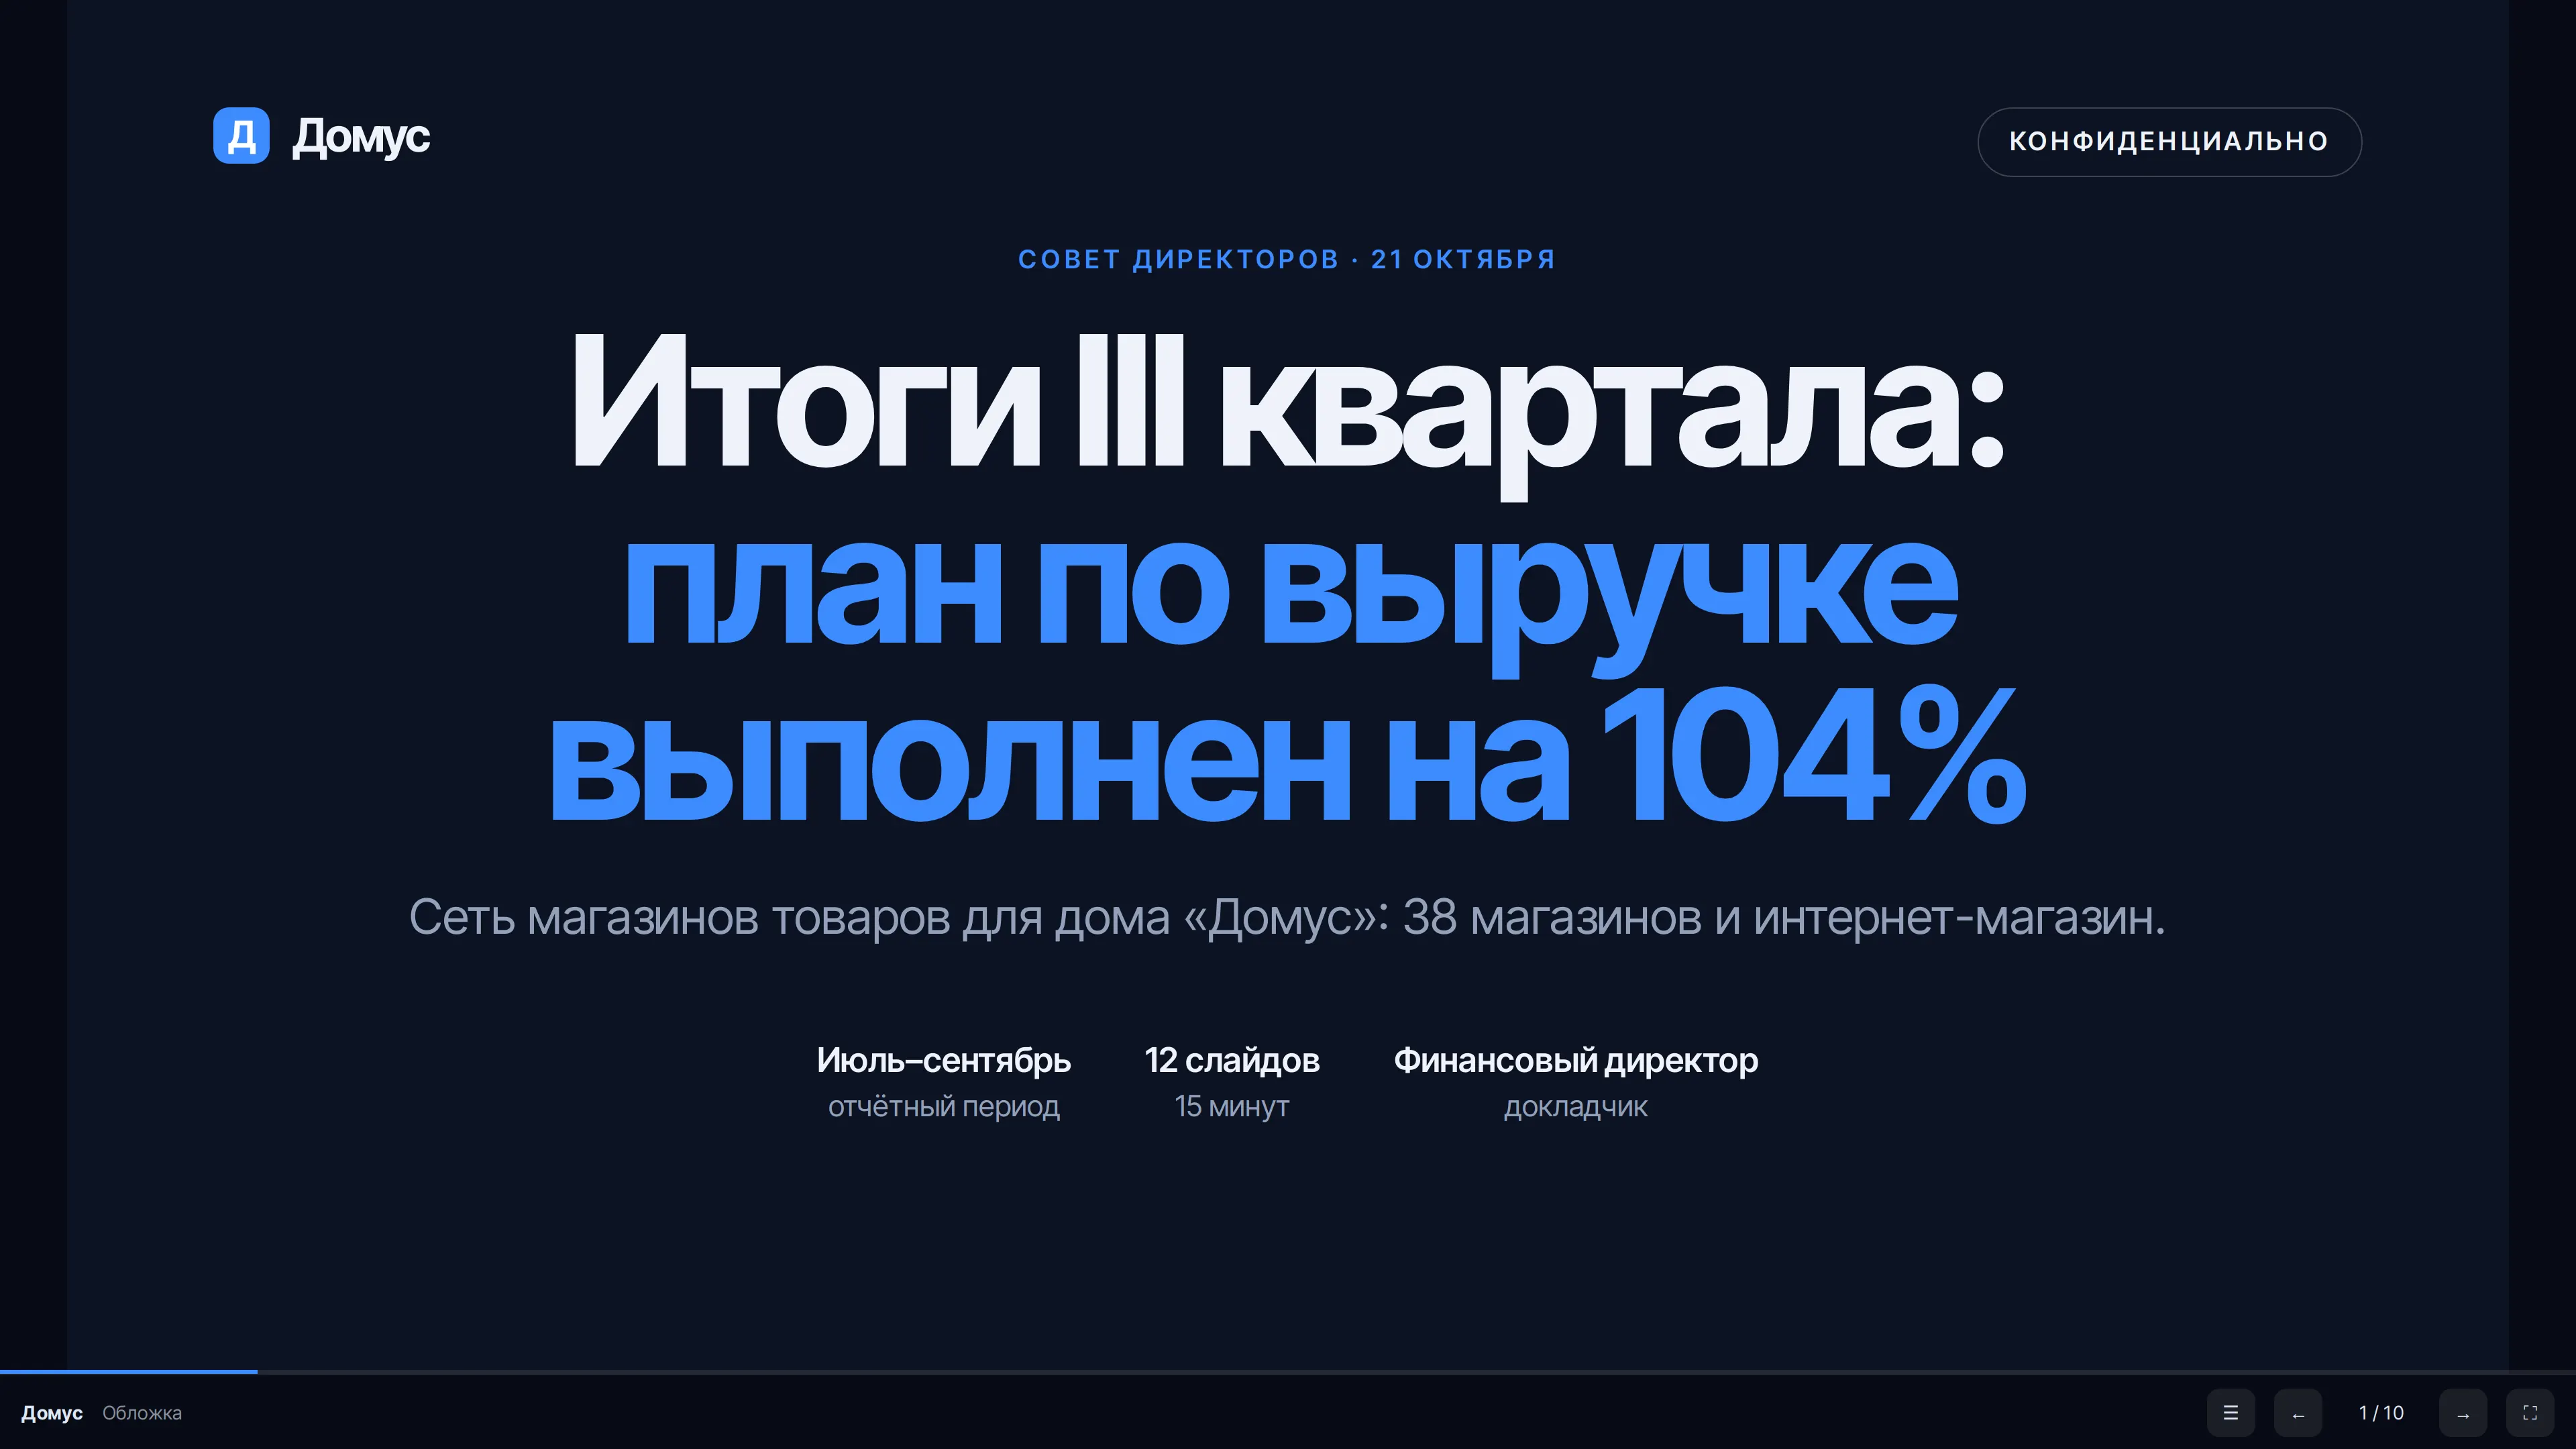 Д Домус
КОНФИДЕНЦИАЛЬНО
СОВЕТ ДИРЕКТОРОВ · 21 ОКТЯБРЯ
Итоги III квартала:
план по выручке
выполнен на 104%
Сеть магазинов товаров для дома «Домус»: 38 магазинов и интернет-магазин.
Июль–сентябрь
отчётный период
12 слайдов
15 минут
Финансовый директор
докладчик
Домус Обложка
1 / 10